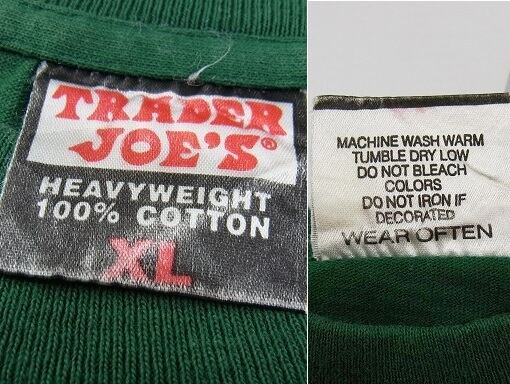 TRADER
JOE'S®
HEAVYWEIGHT
100% COTTON
XL
MACHINE WASH WARM
TUMBLE DRY LOW
DO NOT BLEACH
COLORS
DO NOT IRON IF
DECORATED
WEAR OFTEN